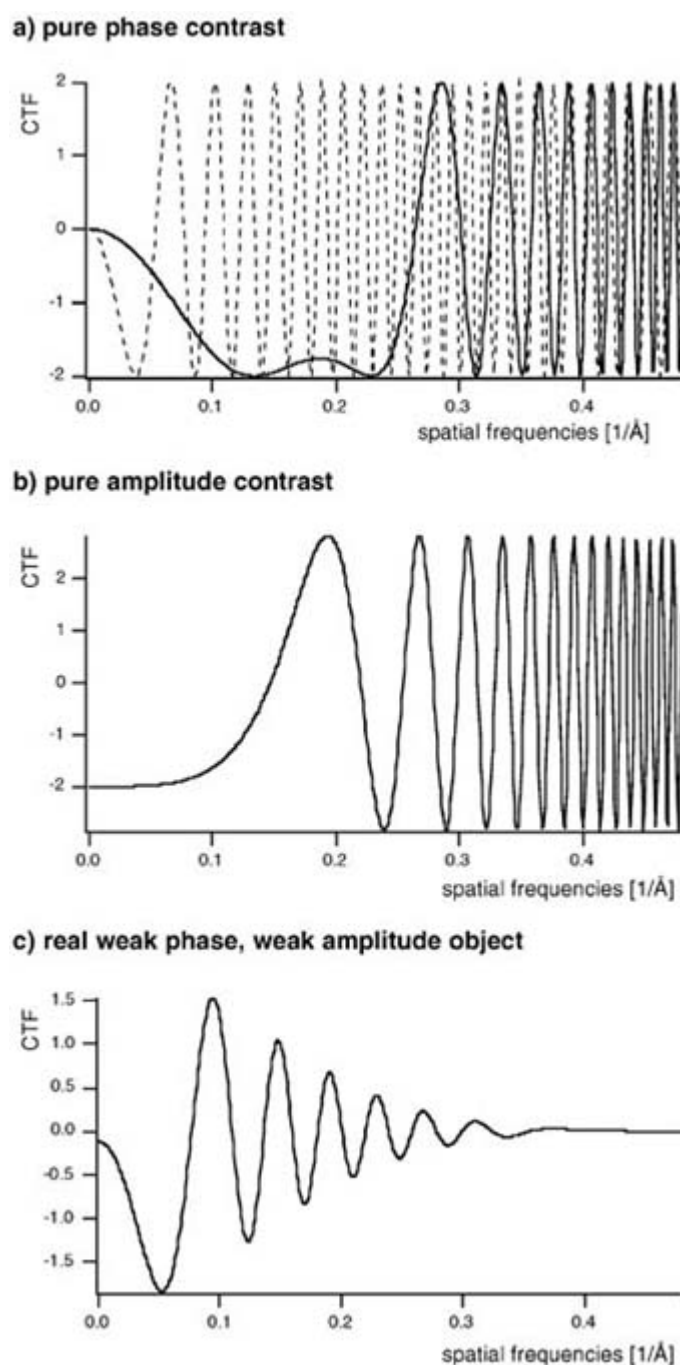 a) pure phase contrast
CTF
2
1
0
-1
-2
0.0 0.1 0.2 0.3 0.4
spatial frequencies [1/Å]
b) pure amplitude contrast
CTF
2
1
0
-1
-2
0.0 0.1 0.2 0.3 0.4
spatial frequencies [1/Å]
c) real weak phase, weak amplitude object
CTF
1.5
1.0
0.5
0.0
-0.5
-1.0
-1.5
0.0 0.1 0.2 0.3 0.4
spatial frequencies [1/Å]